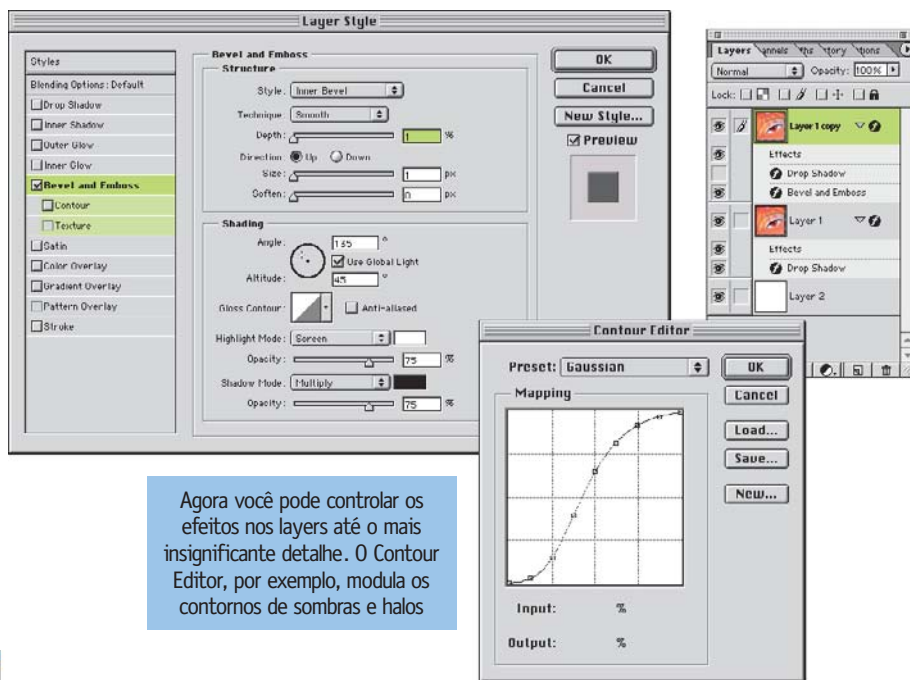 Layer Style
Styles
Blending Options: Default
Drop Shadow
Inner Shadow
Outer Glow
Inner Glow
Bevel and Emboss
Contour
Texture
Satin
Color Overlay
Gradient Overlay
Pattern Overlay
Stroke
Bevel and Emboss
Structure
Style: Inner Bevel
Technique: Smooth
Depth: 1 %
Direction: Up Down
Size: 1 px
Soften: 0 px
Shading
Angle: 135 °
Use Global Light
Altitude: 45 °
Gloss Contour: Anti-aliased
Highlight Mode: Screen
Opacity: 75 %
Shadow Mode: Multiply
Opacity: 75 %
OK
Cancel
New Style...
Preview
Layers
Normal Opacity: 100%
Lock:
Layer 1 copy
Effects
Drop Shadow
Bevel and Emboss
Layer 1
Effects
Drop Shadow
Layer 2
Contour Editor
Preset: Gaussian
Mapping
Input: %
Output: %
OK
Cancel
Load...
Save...
New...
Agora você pode controlar os
efeitos nos layers até o mais
insignificante detalhe. O Contour
Editor, por exemplo, modula os
contornos de sombras e halos